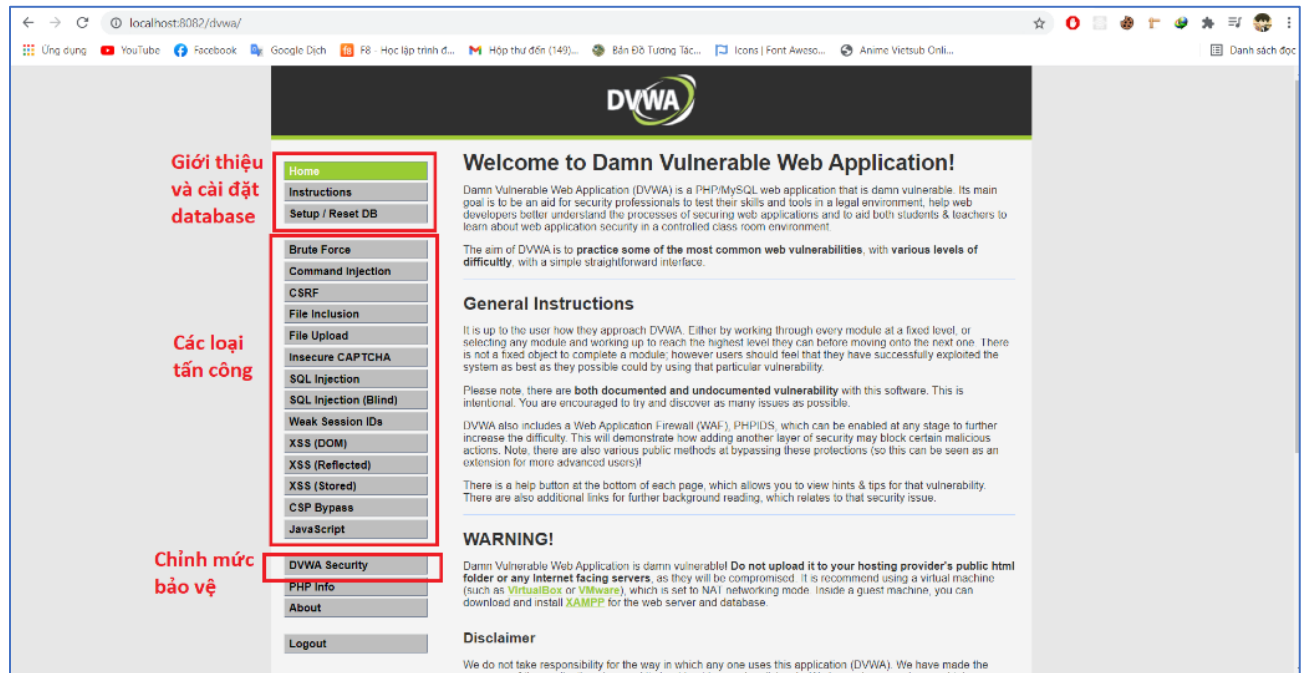 localhost:8082/dvwa/
Ứng dụng YouTube Facebook Google Dịch F8 - Học lập trình đ... Hộp thư đến (149)... Bản Đồ Tương Tác... Icons | Font Aweso... Anime Vietsub Onli... Danh sách đọc
DVWA
Giới thiệu
và cài đặt
database
Home
Instructions
Setup / Reset DB
Các loại
tấn công
Brute Force
Command Injection
CSRF
File Inclusion
File Upload
Insecure CAPTCHA
SQL Injection
SQL Injection (Blind)
Weak Session IDs
XSS (DOM)
XSS (Reflected)
XSS (Stored)
CSP Bypass
JavaScript
Chỉnh mức
bảo vệ
DVWA Security
PHP Info
About
Logout
Welcome to Damn Vulnerable Web Application!
Damn Vulnerable Web Application (DVWA) is a PHP/MySQL web application that is damn vulnerable. Its main
goal is to be an aid for security professionals to test their skills and tools in a legal environment, help web
developers better understand the processes of securing web applications and to aid both students & teachers to
learn about web application security in a controlled class room environment.
The aim of DVWA is to practice some of the most common web vulnerabilities, with various levels of
difficultly, with a simple straightforward interface.
General Instructions
It is up to the user how they approach DVWA. Either by working through every module at a fixed level, or
selecting any module and working up to reach the highest level they can before moving onto the next one. There
is not a fixed object to complete a module; however users should feel that they have successfully exploited the
system as best as they possible could by using that particular vulnerability.
Please note, there are both documented and undocumented vulnerability with this software. This is
intentional. You are encouraged to try and discover as many issues as possible.
DVWA also includes a Web Application Firewall (WAF), PHPIDS, which can be enabled at any stage to further
increase the difficulty. This will demonstrate how adding another layer of security may block certain malicious
actions. Note, there are also various public methods at bypassing these protections (so this can be seen as an
extension for more advanced users)!
There is a help button at the bottom of each page, which allows you to view hints & tips for that vulnerability.
There are also additional links for further background reading, which relates to that security issue.
WARNING!
Damn Vulnerable Web Application is damn vulnerable! Do not upload it to your hosting provider's public html
folder or any Internet facing servers, as they will be compromised. It is recommend using a virtual machine
(such as VirtualBox or VMware), which is set to NAT networking mode. Inside a guest machine, you can
download and install XAMPP for the web server and database.
Disclaimer
We do not take responsibility for the way in which any one uses this application (DVWA). We have made the